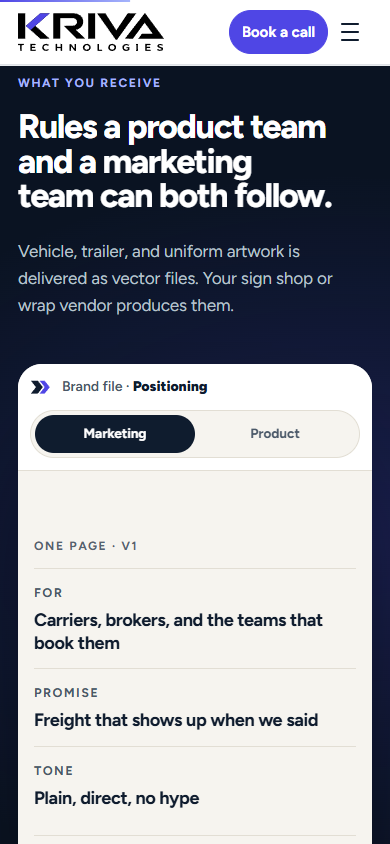 KRIVA
TECHNOLOGIES
Book a call
WHAT YOU RECEIVE
Rules a product team
and a marketing
team can both follow.
Vehicle, trailer, and uniform artwork is
delivered as vector files. Your sign shop or
wrap vendor produces them.
Brand file · Positioning
Marketing
Product
ONE PAGE · V1
FOR
Carriers, brokers, and the teams that
book them
PROMISE
Freight that shows up when we said
TONE
Plain, direct, no hype